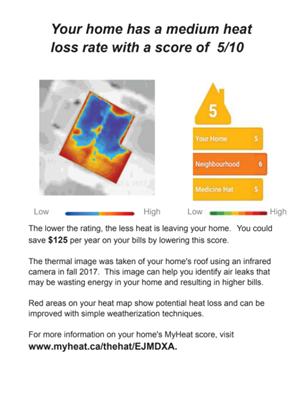 Your home has a medium heat
loss rate with a score of 5/10
5
Your Home 5
Neighbourhood 6
Medicine Hat 5
Low High Low High
The lower the rating, the less heat is leaving your home. You could
save $125 per year on your bills by lowering this score.
The thermal image was taken of your home's roof using an infrared
camera in fall 2017. This image can help you identify air leaks that
may be wasting energy in your home and resulting in higher bills.
Red areas on your heat map show potential heat loss and can be
improved with simple weatherization techniques.
For more information on your home's MyHeat score, visit
www.myheat.ca/thehat/EJMDXA.